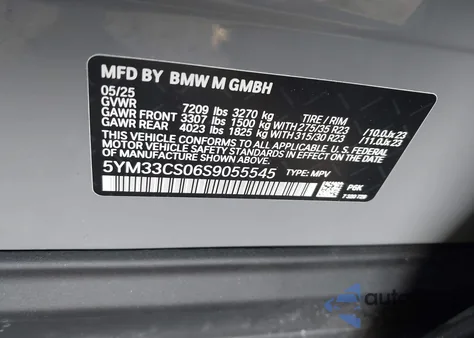 MFD BY BMW M GMBH
05/25
GVWR 7209 lbs 3270 kg TIRE / RIM
GAWR FRONT 3307 lbs 1500 kg WITH 275/35 R23 /10.0Jx23
GAWR REAR 4023 lbs 1825 kg WITH 315/30 R23 /11.0Jx23
THIS VEHICLE CONFORMS TO ALL APPLICABLE U.S. FEDERAL
MOTOR VEHICLE SAFETY STANDARDS IN EFFECT ON THE
DATE OF MANUFACTURE SHOWN ABOVE.
5YM33CS06S9055545 TYPE: MPV
PGK